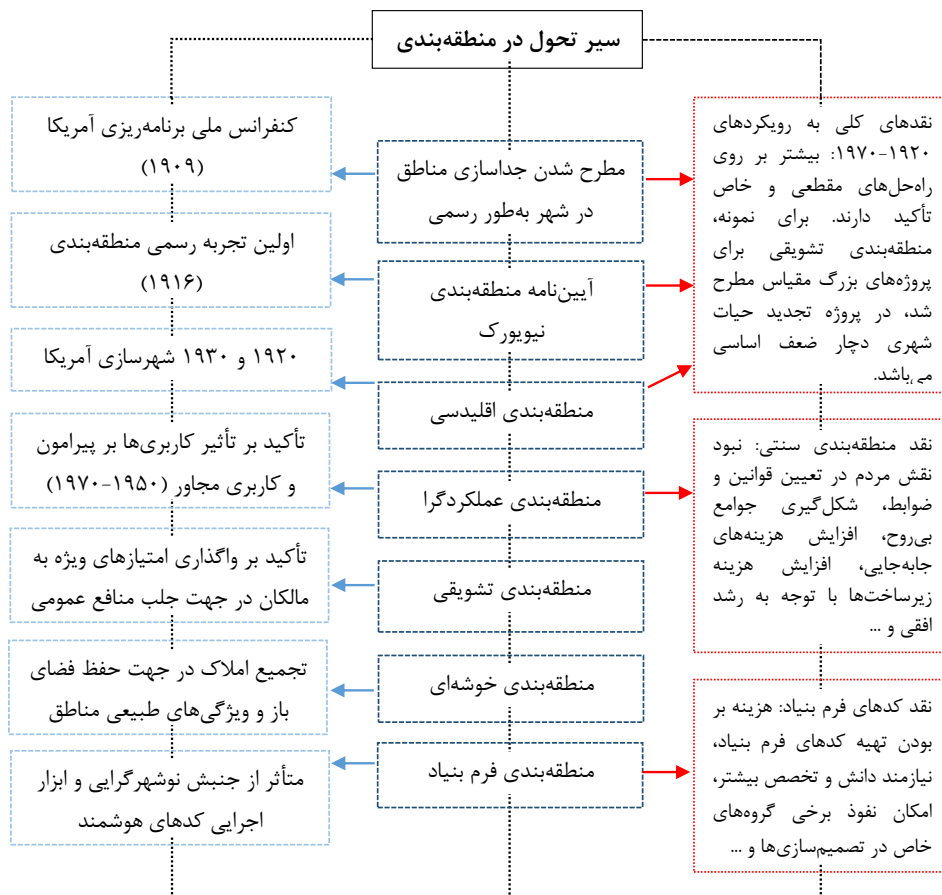 سیر تحول در منطقه‌بندی
نقدهای کلی به رویکردهای
۱۹۲۰-۱۹۷۰: بیشتر بر روی
راه‌حل‌های مقطعی و خاص
تأکید دارند. برای نمونه،
منطقه‌بندی تشویقی برای
پروژه‌های بزرگ مقیاس مطرح
شد، در پروژه تجدید حیات
شهری دچار ضعف اساسی
می‌باشد.
نقد منطقه‌بندی سنتی: نبود
نقش مردم در تعیین قوانین و
ضوابط، شکل‌گیری جوامع
بی‌روح، افزایش هزینه‌های
جابه‌جایی، افزایش هزینه
زیرساخت‌ها با توجه به رشد
افقی و ...
نقد کدهای فرم بنیاد: هزینه بر
بودن تهیه کدهای فرم بنیاد،
نیازمند دانش و تخصص بیشتر،
امکان نفوذ برخی گروه‌های
خاص در تصمیم‌سازی‌ها و ...
مطرح شدن جداسازی مناطق
در شهر به‌طور رسمی
آیین‌نامه منطقه‌بندی
نیویورک
منطقه‌بندی اقلیدسی
منطقه‌بندی عملکردگرا
منطقه‌بندی تشویقی
منطقه‌بندی خوشه‌ای
منطقه‌بندی فرم بنیاد
کنفرانس ملی برنامه‌ریزی آمریکا
(۱۹۰۹)
اولین تجربه رسمی منطقه‌بندی
(۱۹۱۶)
۱۹۲۰ و ۱۹۳۰ شهرسازی آمریکا
تأکید بر تأثیر کاربری‌ها بر پیرامون
و کاربری مجاور (۱۹۵۰-۱۹۷۰)
تأکید بر واگذاری امتیازهای ویژه به
مالکان در جهت جلب منافع عمومی
تجمیع املاک در جهت حفظ فضای
باز و ویژگی‌های طبیعی مناطق
متأثر از جنبش نوشهرگرایی و ابزار
اجرایی کدهای هوشمند